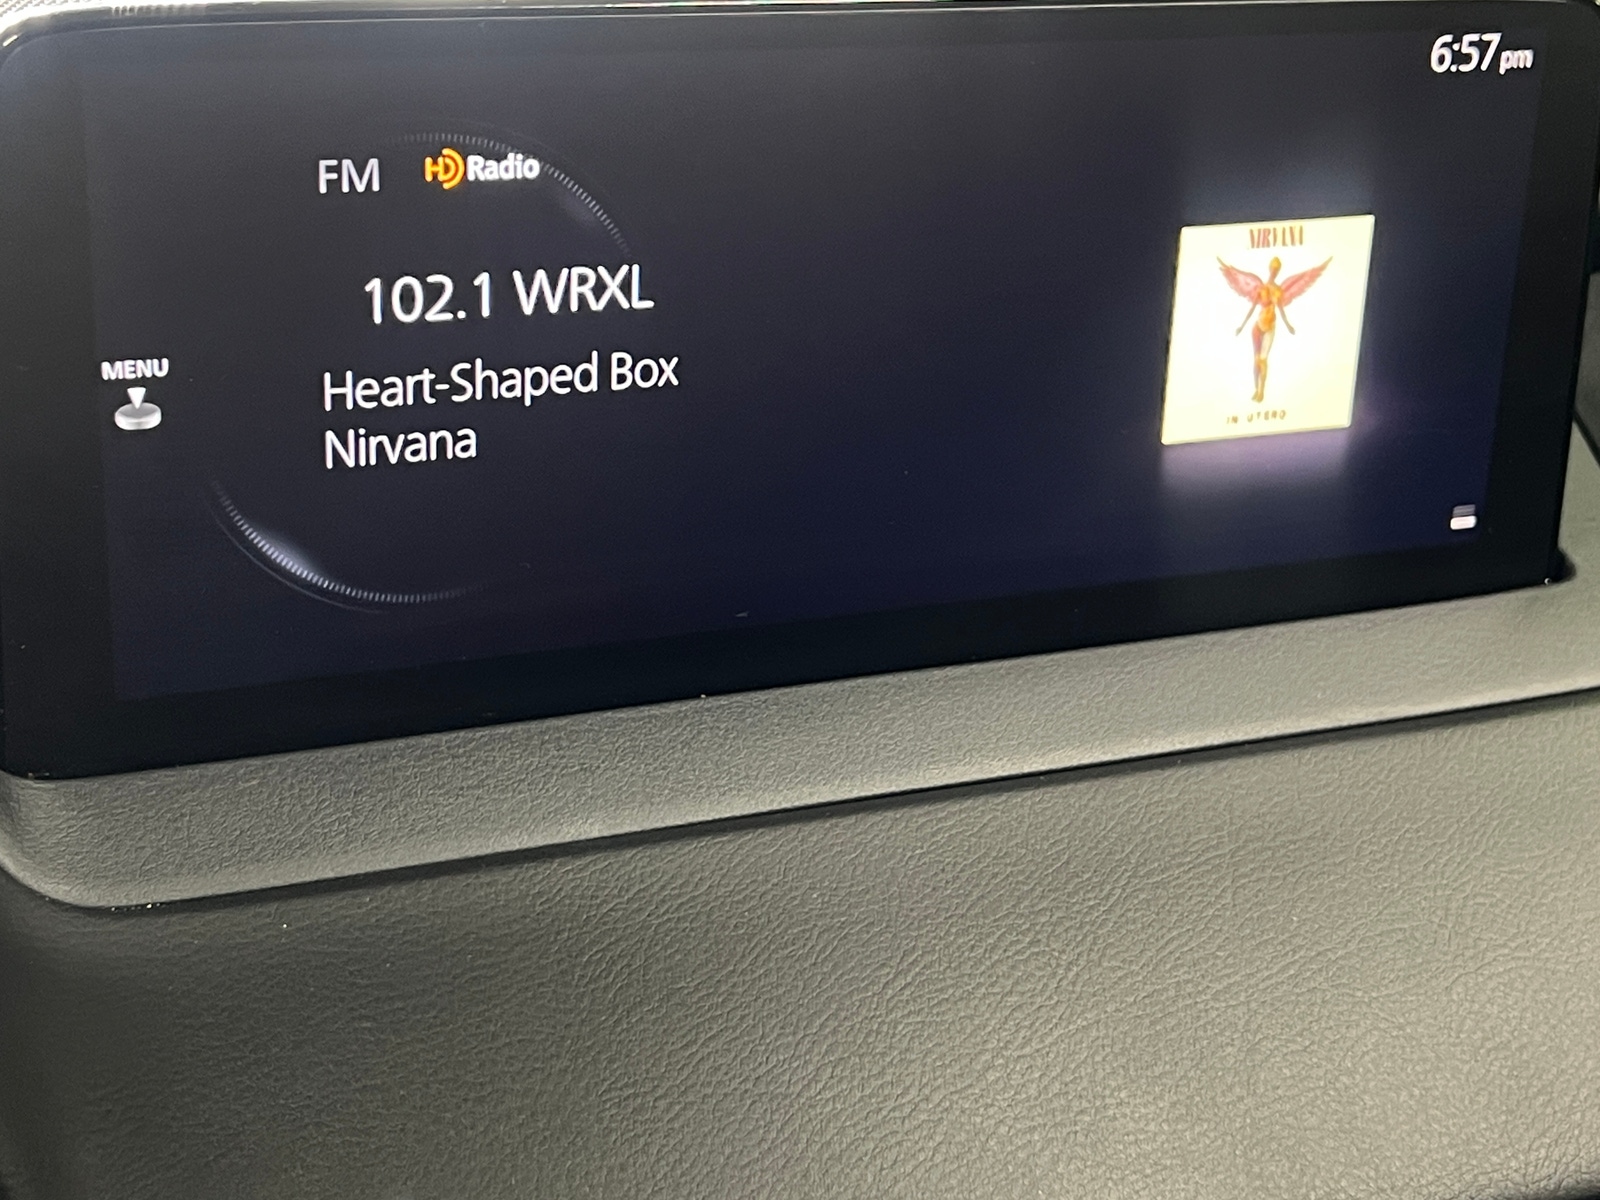 6:57pm
FM HD Radio
102.1 WRXL
MENU
Heart-Shaped Box
Nirvana
NIRVANA
IN UTERO